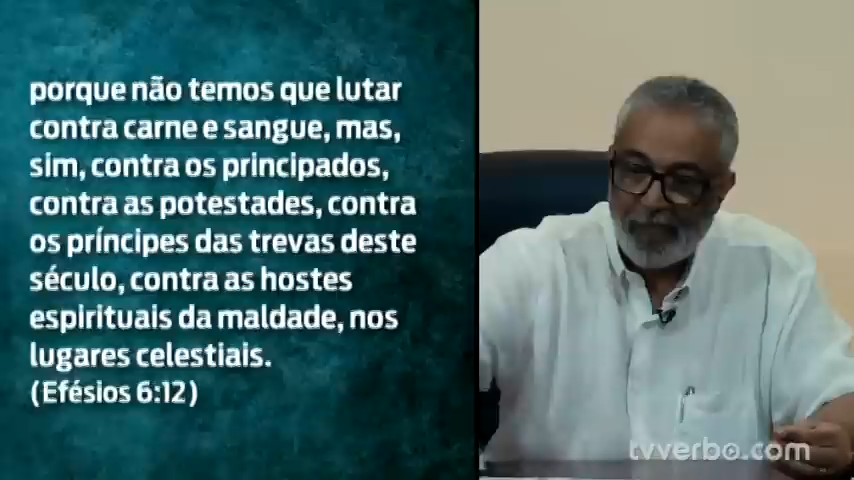 porque não temos que lutar
contra carne e sangue, mas,
sim, contra os principados,
contra as potestades, contra
os príncipes das trevas deste
século, contra as hostes
espirituais da maldade, nos
lugares celestiais.
(Efésios 6:12)
tvverbo.com